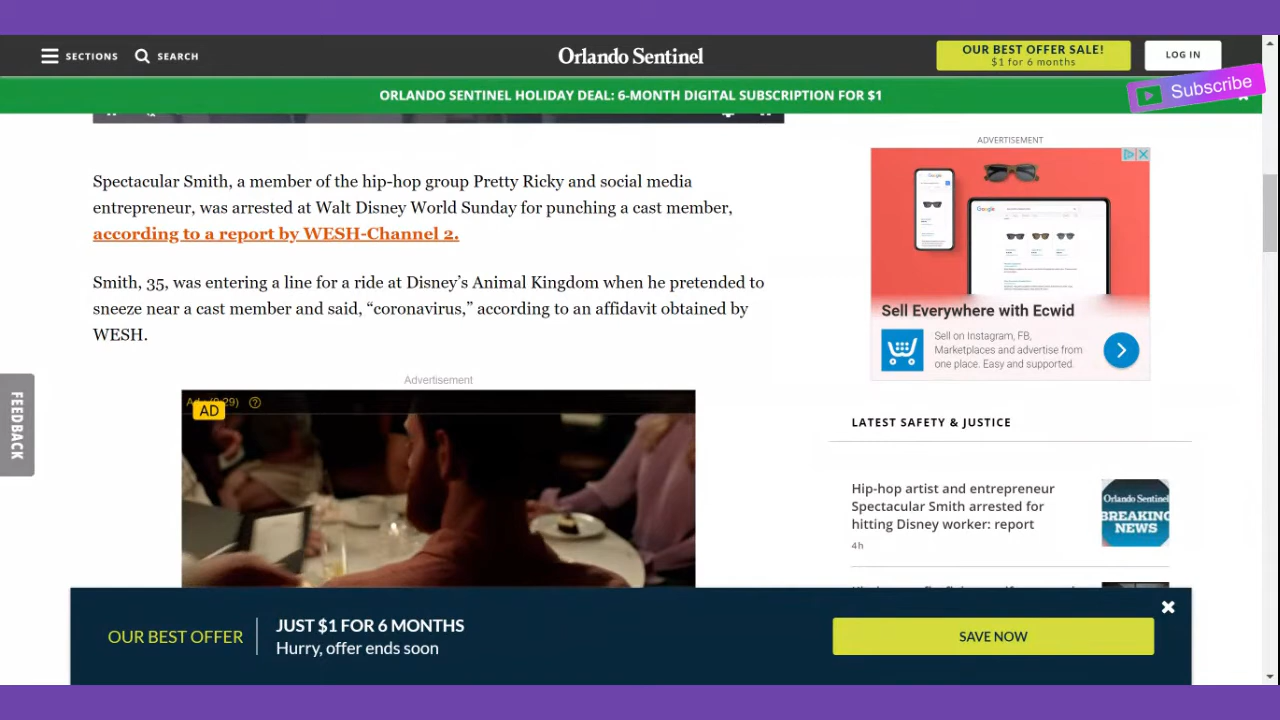 SECTIONS
SEARCH
Orlando Sentinel
OUR BEST OFFER SALE!
$1 for 6 months
LOG IN
ORLANDO SENTINEL HOLIDAY DEAL: 6-MONTH DIGITAL SUBSCRIPTION FOR $1
Subscribe
Spectacular Smith, a member of the hip-hop group Pretty Ricky and social media
entrepreneur, was arrested at Walt Disney World Sunday for punching a cast member,
according to a report by WESH-Channel 2.
Smith, 35, was entering a line for a ride at Disney’s Animal Kingdom when he pretended to
sneeze near a cast member and said, “coronavirus,” according to an affidavit obtained by
WESH.
Advertisement
AD
ADVERTISEMENT
Google
Google
Sell Everywhere with Ecwid
Sell on Instagram, FB,
Marketplaces and advertise from
one place. Easy and supported.
LATEST SAFETY & JUSTICE
Hip-hop artist and entrepreneur
Spectacular Smith arrested for
hitting Disney worker: report
4h
Orlando Sentinel
BREAKING
NEWS
FEEDBACK
OUR BEST OFFER
JUST $1 FOR 6 MONTHS
Hurry, offer ends soon
SAVE NOW